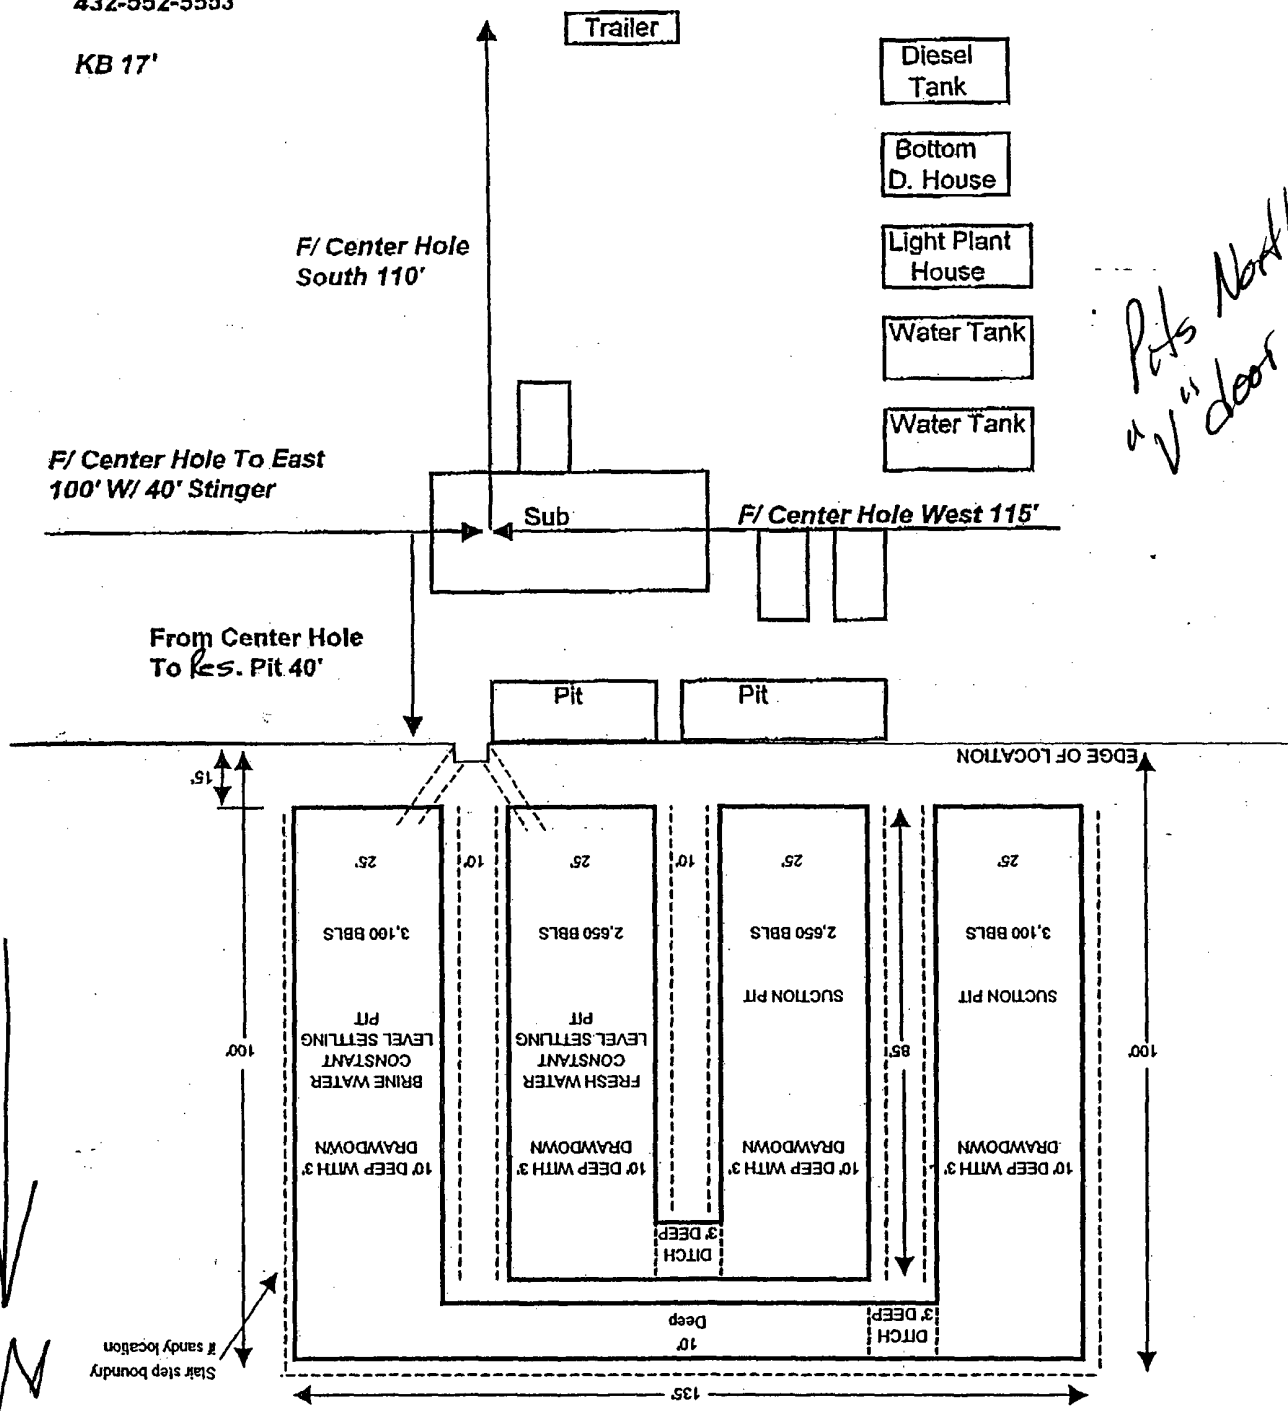 432-552-5553
KB 17'
Trailer
Diesel
Tank
Bottom
D. House
Light Plant
House
Water Tank
Water Tank
Pits North
"V" door
F/ Center Hole
South 110'
F/ Center Hole To East
100' W/ 40' Stinger
Sub
F/ Center Hole West 115'
From Center Hole
To Res. Pit 40'
Pit
Pit
EDGE OF LOCATION
15'
25'
10'
25'
10'
25'
25'
3,100 BBLS
2,650 BBLS
2,650 BBLS
3,100 BBLS
BRINE WATER
CONSTANT
LEVEL SETTLING
PIT
FRESH WATER
CONSTANT
LEVEL SETTLING
PIT
SUCTION PIT
SUCTION PIT
100'
85'
100'
10' DEEP WITH 3'
DRAWDOWN
10' DEEP WITH 3'
DRAWDOWN
10' DEEP WITH 3'
DRAWDOWN
10' DEEP WITH 3'
DRAWDOWN
DITCH
3' DEEP
DITCH
3' DEEP
10'
Deep
Stair step boundry
if sandy location
135'
N